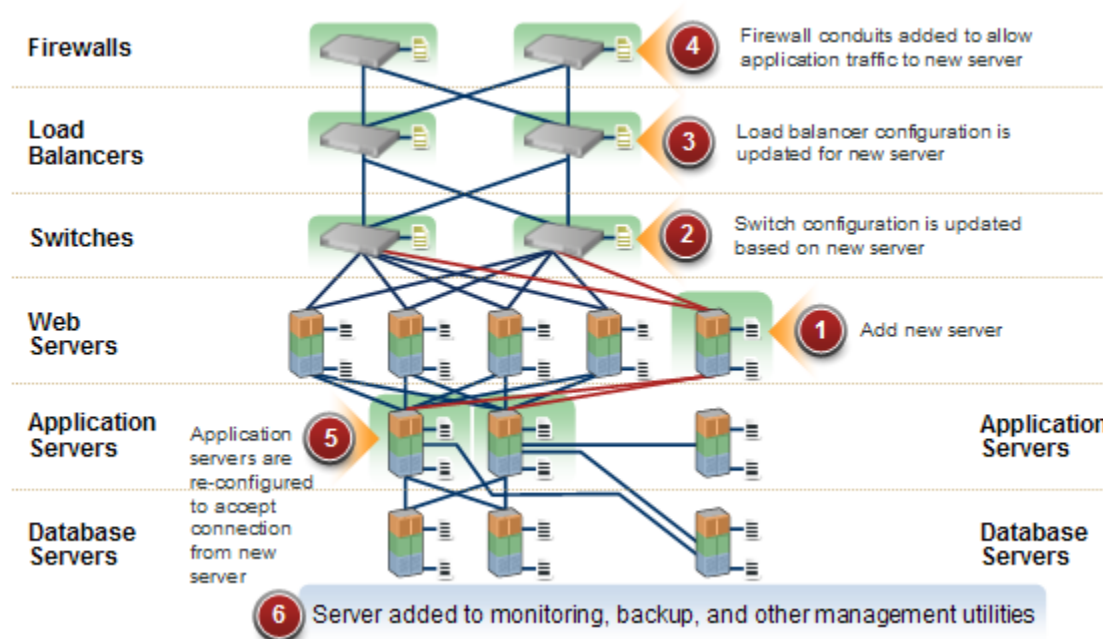 Firewalls
4
Firewall conduits added to allow
application traffic to new server
Load
Balancers
3
Load balancer configuration is
updated for new server
Switches
2
Switch configuration is updated
based on new server
Web
Servers
1
Add new server
Application
Servers
5
Application
servers are
re-configured
to accept
connection
from new
server
Application
Servers
Database
Servers
Database
Servers
6
Server added to monitoring, backup, and other management utilities